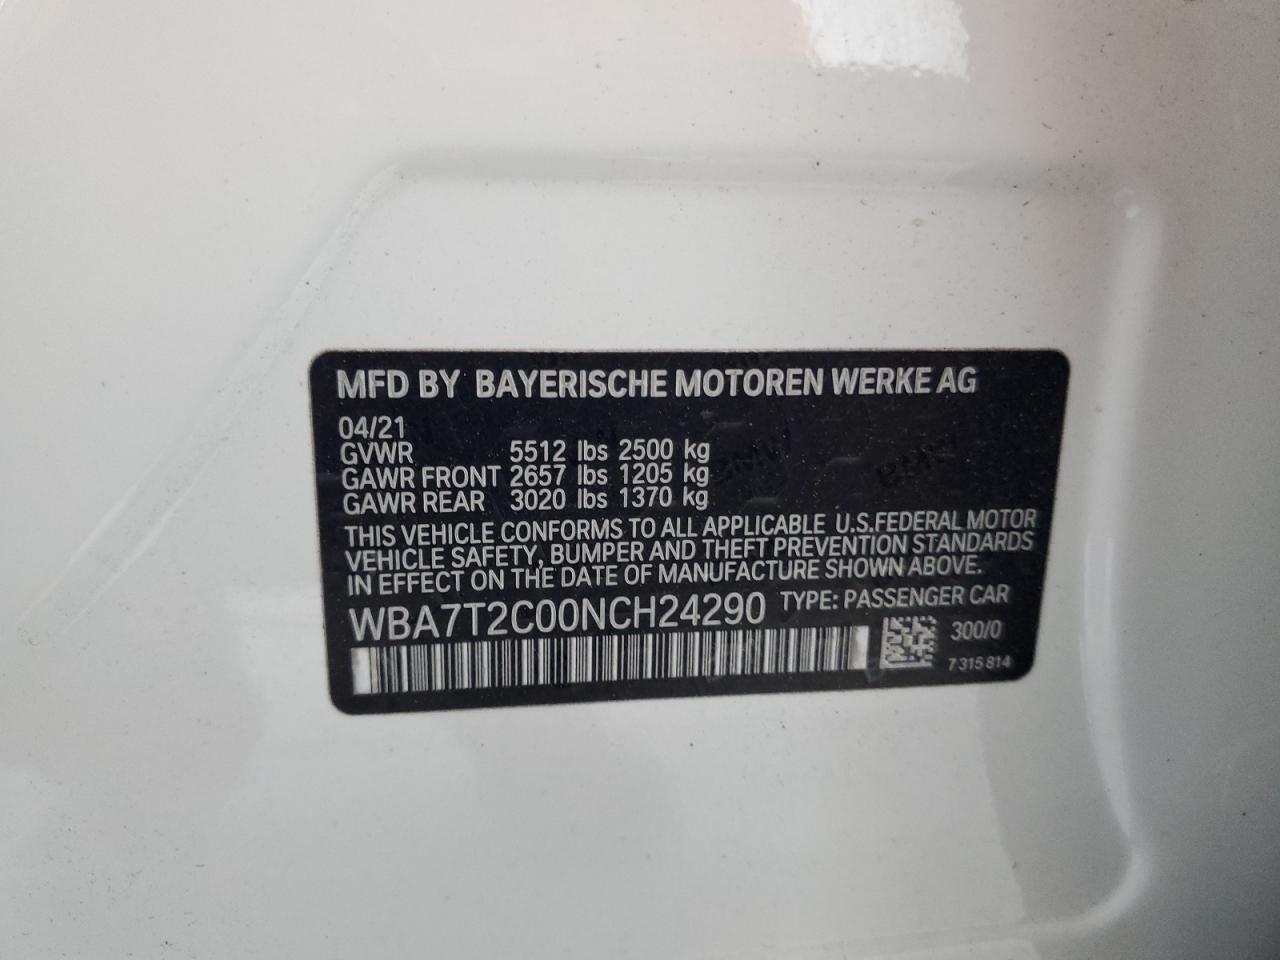 MFD BY BAYERISCHE MOTOREN WERKE AG
04/21
GVWR 5512 lbs 2500 kg
GAWR FRONT 2657 lbs 1205 kg
GAWR REAR 3020 lbs 1370 kg
THIS VEHICLE CONFORMS TO ALL APPLICABLE U.S.FEDERAL MOTOR
VEHICLE SAFETY, BUMPER AND THEFT PREVENTION STANDARDS
IN EFFECT ON THE DATE OF MANUFACTURE SHOWN ABOVE.
WBA7T2C00NCH24290 TYPE: PASSENGER CAR
300/0
7 315 814